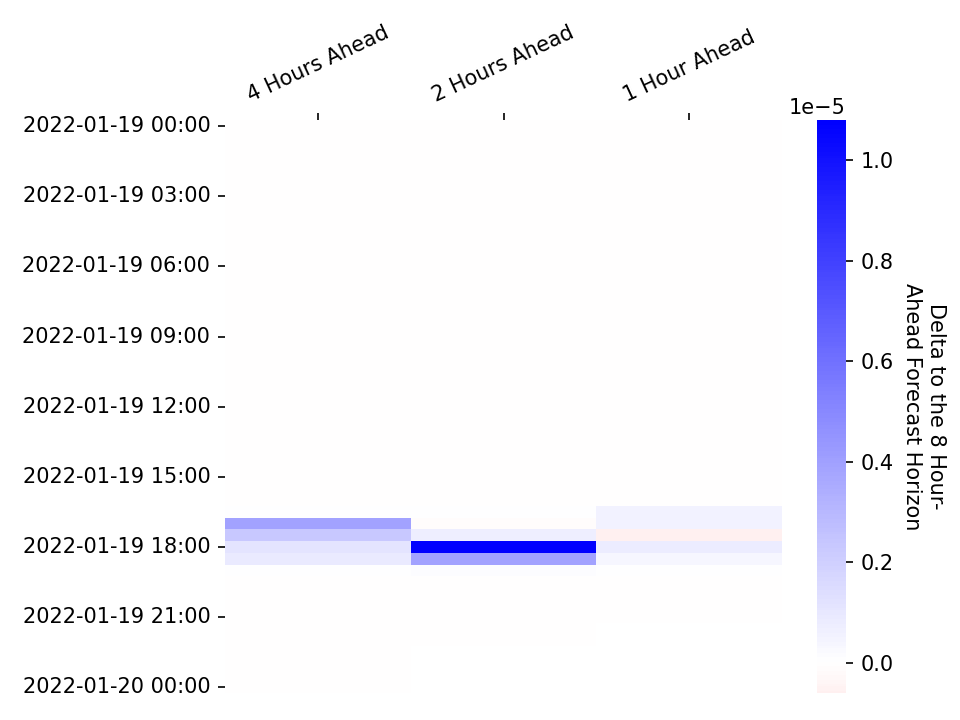 4 Hours Ahead
2 Hours Ahead
1 Hour Ahead
1e−5
2022-01-19 00:00
2022-01-19 03:00
2022-01-19 06:00
2022-01-19 09:00
2022-01-19 12:00
2022-01-19 15:00
2022-01-19 18:00
2022-01-19 21:00
2022-01-20 00:00
1.0
0.8
0.6
0.4
0.2
0.0
Delta to the 8 Hour-
Ahead Forecast Horizon